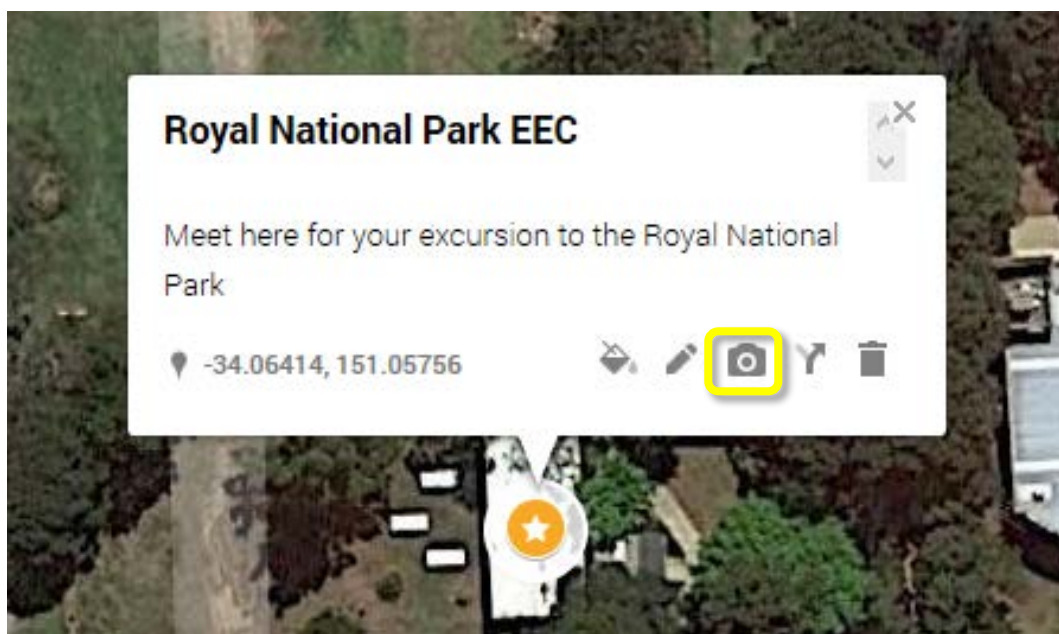 Royal National Park EEC
Meet here for your excursion to the Royal National
Park
-34.06414, 151.05756